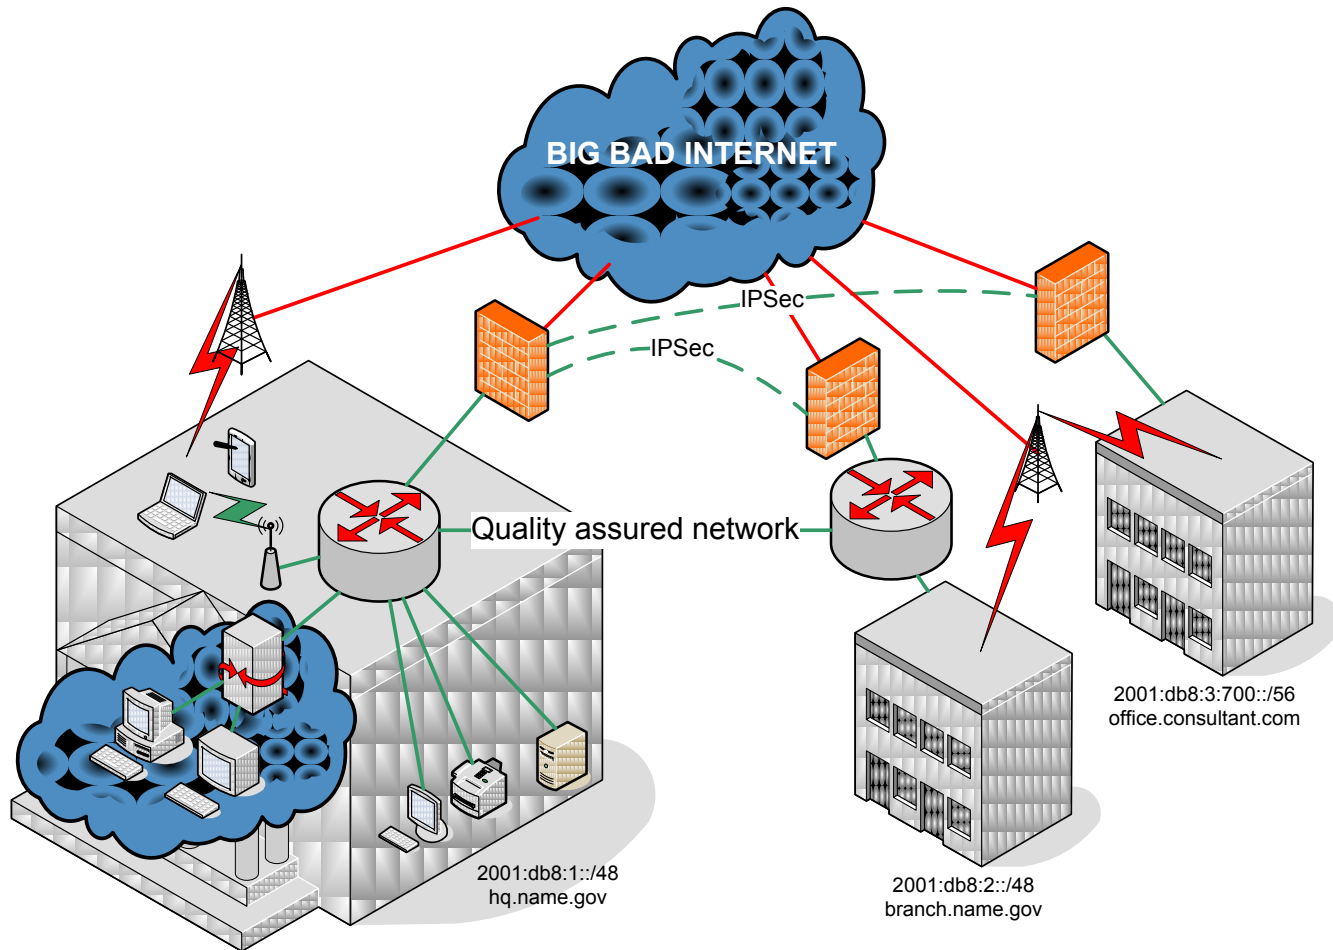 BIG BAD INTERNET
IPSec
IPSec
Quality assured network
2001:db8:3:700::/56
office.consultant.com
2001:db8:1::/48
hq.name.gov
2001:db8:2::/48
branch.name.gov